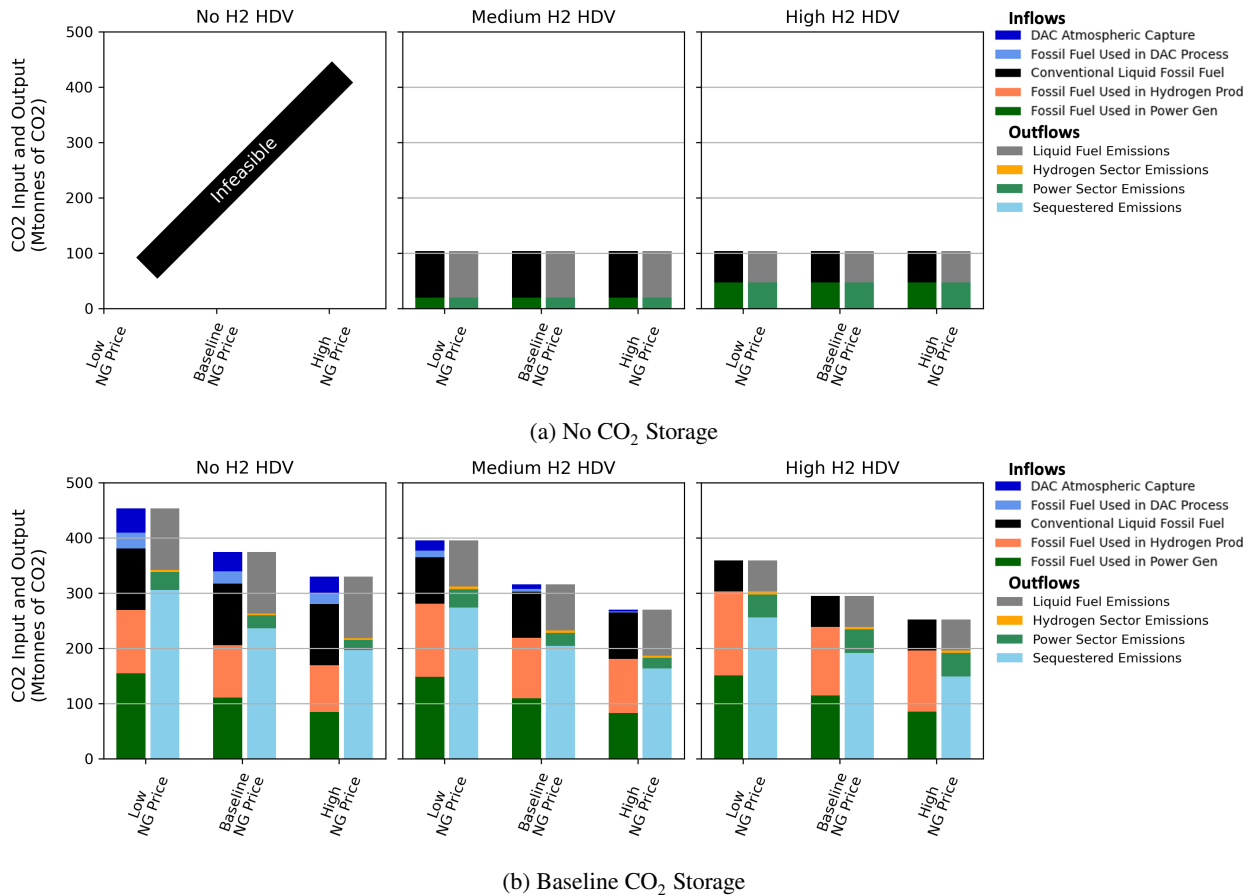 No H2 HDV
Medium H2 HDV
High H2 HDV
CO2 Input and Output
(Mtonnes of CO2)
500
400
300
200
100
0
Infeasible
Low
NG Price
Baseline
NG Price
High
NG Price
Low
NG Price
Baseline
NG Price
High
NG Price
Low
NG Price
Baseline
NG Price
High
NG Price
Inflows
DAC Atmospheric Capture
Fossil Fuel Used in DAC Process
Conventional Liquid Fossil Fuel
Fossil Fuel Used in Hydrogen Prod
Fossil Fuel Used in Power Gen
Outflows
Liquid Fuel Emissions
Hydrogen Sector Emissions
Power Sector Emissions
Sequestered Emissions
(a) No CO₂ Storage
No H2 HDV
Medium H2 HDV
High H2 HDV
CO2 Input and Output
(Mtonnes of CO2)
500
400
300
200
100
0
Low
NG Price
Baseline
NG Price
High
NG Price
Low
NG Price
Baseline
NG Price
High
NG Price
Low
NG Price
Baseline
NG Price
High
NG Price
Inflows
DAC Atmospheric Capture
Fossil Fuel Used in DAC Process
Conventional Liquid Fossil Fuel
Fossil Fuel Used in Hydrogen Prod
Fossil Fuel Used in Power Gen
Outflows
Liquid Fuel Emissions
Hydrogen Sector Emissions
Power Sector Emissions
Sequestered Emissions
(b) Baseline CO₂ Storage